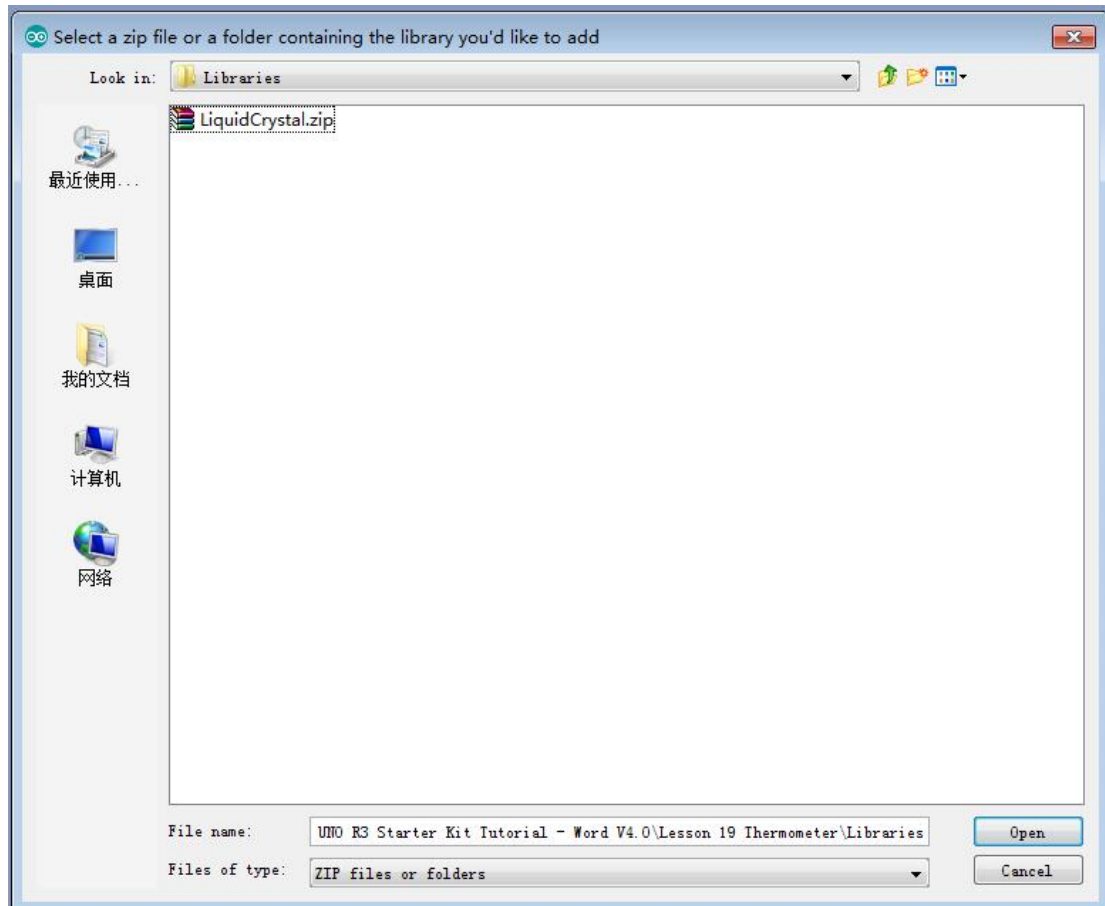 Select a zip file or a folder containing the library you'd like to add
Look in:
Libraries
LiquidCrystal.zip
最近使用...
桌面
我的文档
计算机
网络
File name:
UNO R3 Starter Kit Tutorial - Word V4.0\Lesson 19 Thermometer\Libraries
Open
Files of type:
ZIP files or folders
Cancel